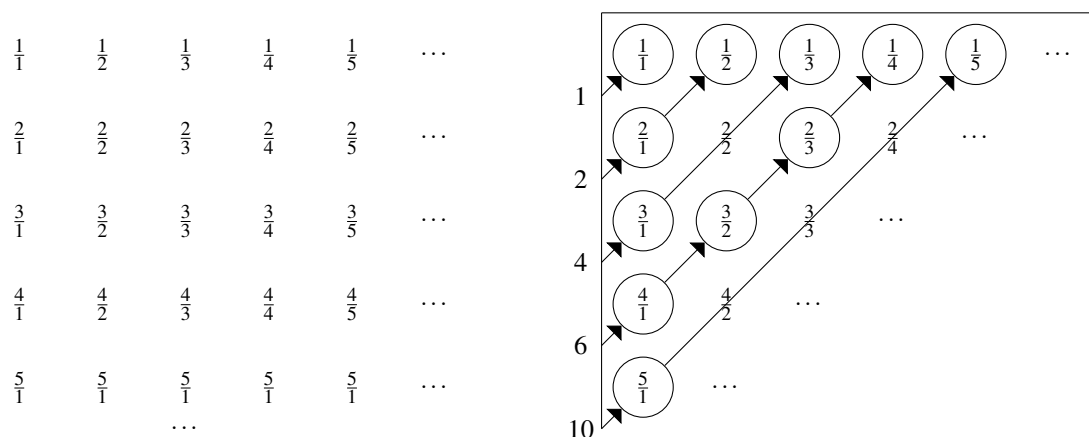 1/1 1/2 1/3 1/4 1/5 ...
2/1 2/2 2/3 2/4 2/5 ...
3/1 3/2 3/3 3/4 3/5 ...
4/1 4/2 4/3 4/4 4/5 ...
5/1 5/1 5/1 5/1 5/1 ...
...
1/1 1/2 1/3 1/4 1/5 ...
1
2/1 2/2 2/3 2/4 ...
2
3/1 3/2 3/3 ...
4
4/1 4/2 ...
6
5/1 ...
10